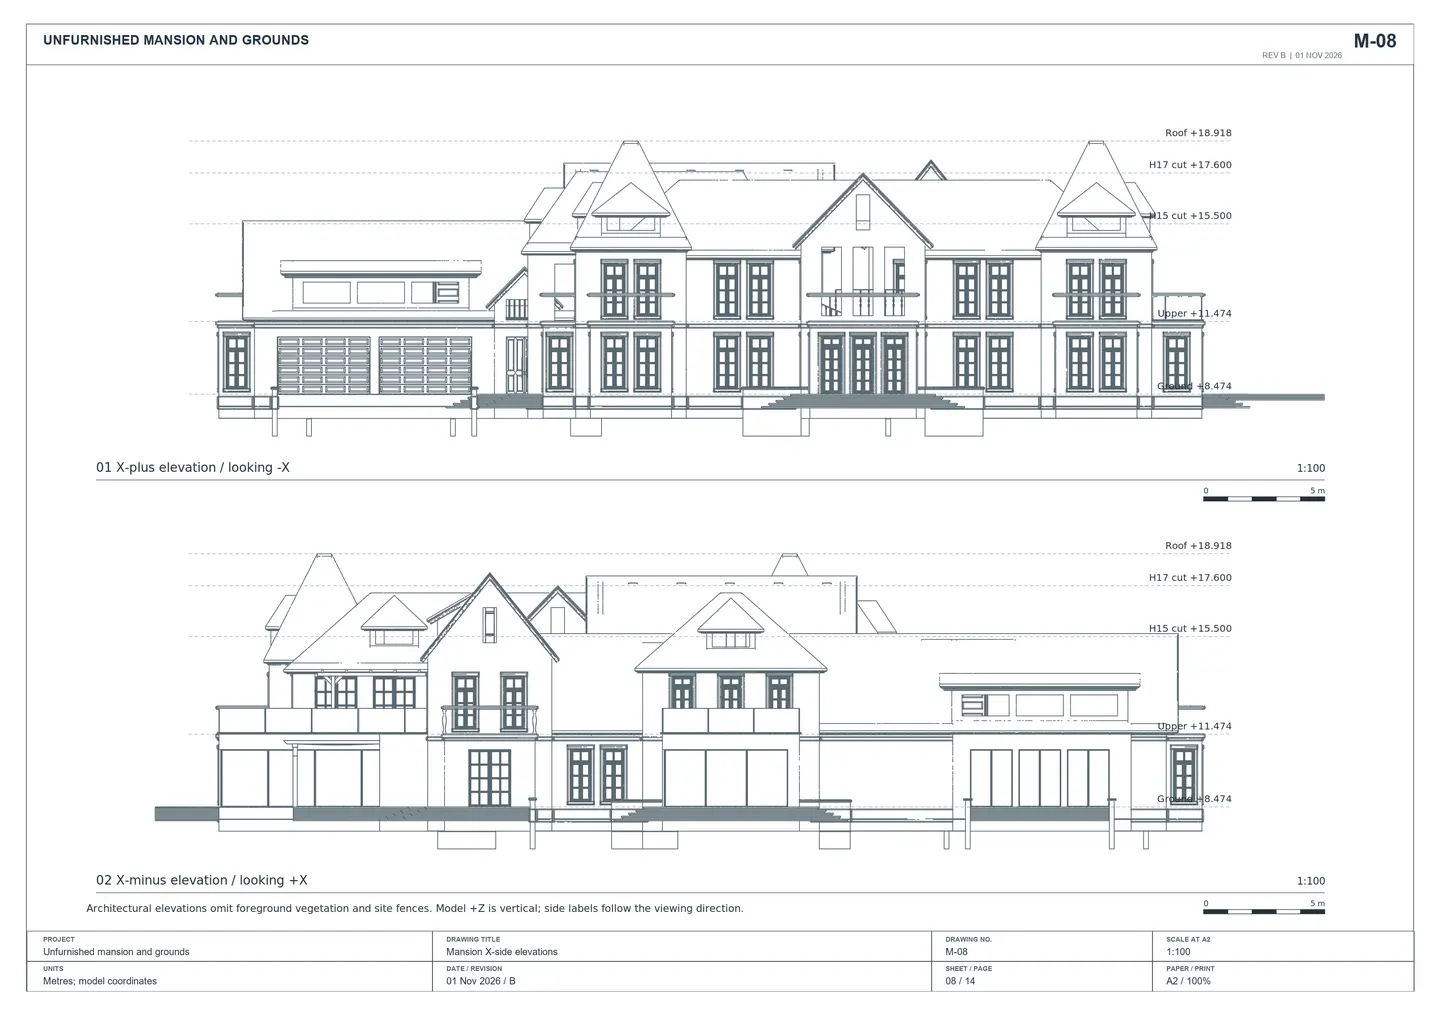 UNFURNISHED MANSION AND GROUNDS
M-08
REV B | 01 NOV 2026
Roof +18.918
H17 cut +17.600
H15 cut +15.500
Upper +11.474
Ground +8.474
01 X-plus elevation / looking -X
1:100
0 5 m
Roof +18.918
H17 cut +17.600
H15 cut +15.500
Upper +11.474
Ground +8.474
02 X-minus elevation / looking +X
1:100
0 5 m
Architectural elevations omit foreground vegetation and site fences. Model +Z is vertical; side labels follow the viewing direction.
PROJECT
Unfurnished mansion and grounds
DRAWING TITLE
Mansion X-side elevations
DRAWING NO.
M-08
SCALE AT A2
1:100
UNITS
Metres; model coordinates
DATE / REVISION
01 Nov 2026 / B
SHEET / PAGE
08 / 14
PAPER / PRINT
A2 / 100%